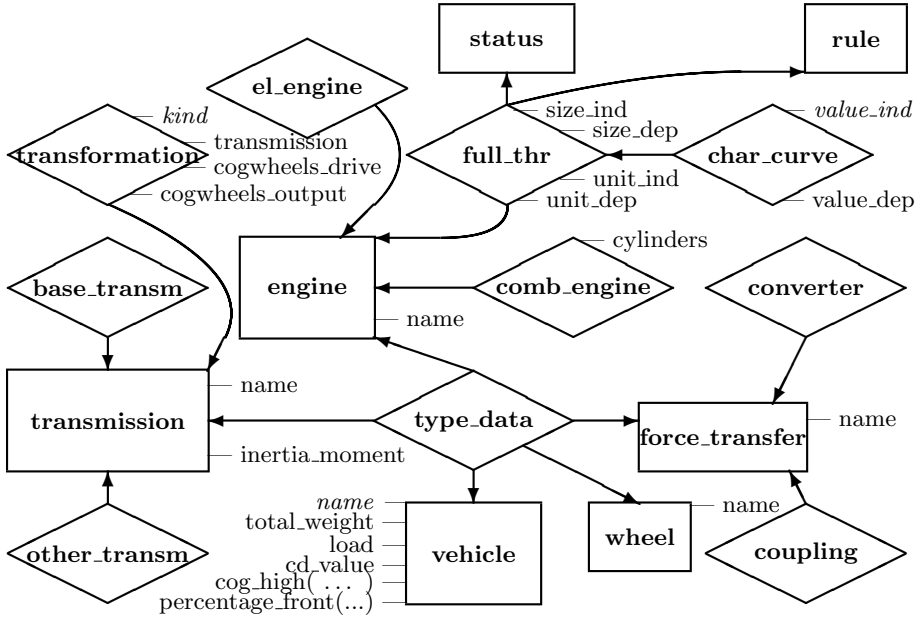 status
rule
el_engine
size_ind
value_ind
kind
size_dep
transmission
transformation
full_thr
char_curve
cogwheels_drive
unit_ind
cogwheels_output
unit_dep
value_dep
cylinders
base_transm
engine
comb_engine
converter
name
name
transmission
type_data
name
force_transfer
inertia_moment
name
name
total_weight
load
wheel
other_transm
vehicle
coupling
cd_value
cog_high( ... )
percentage_front(...)